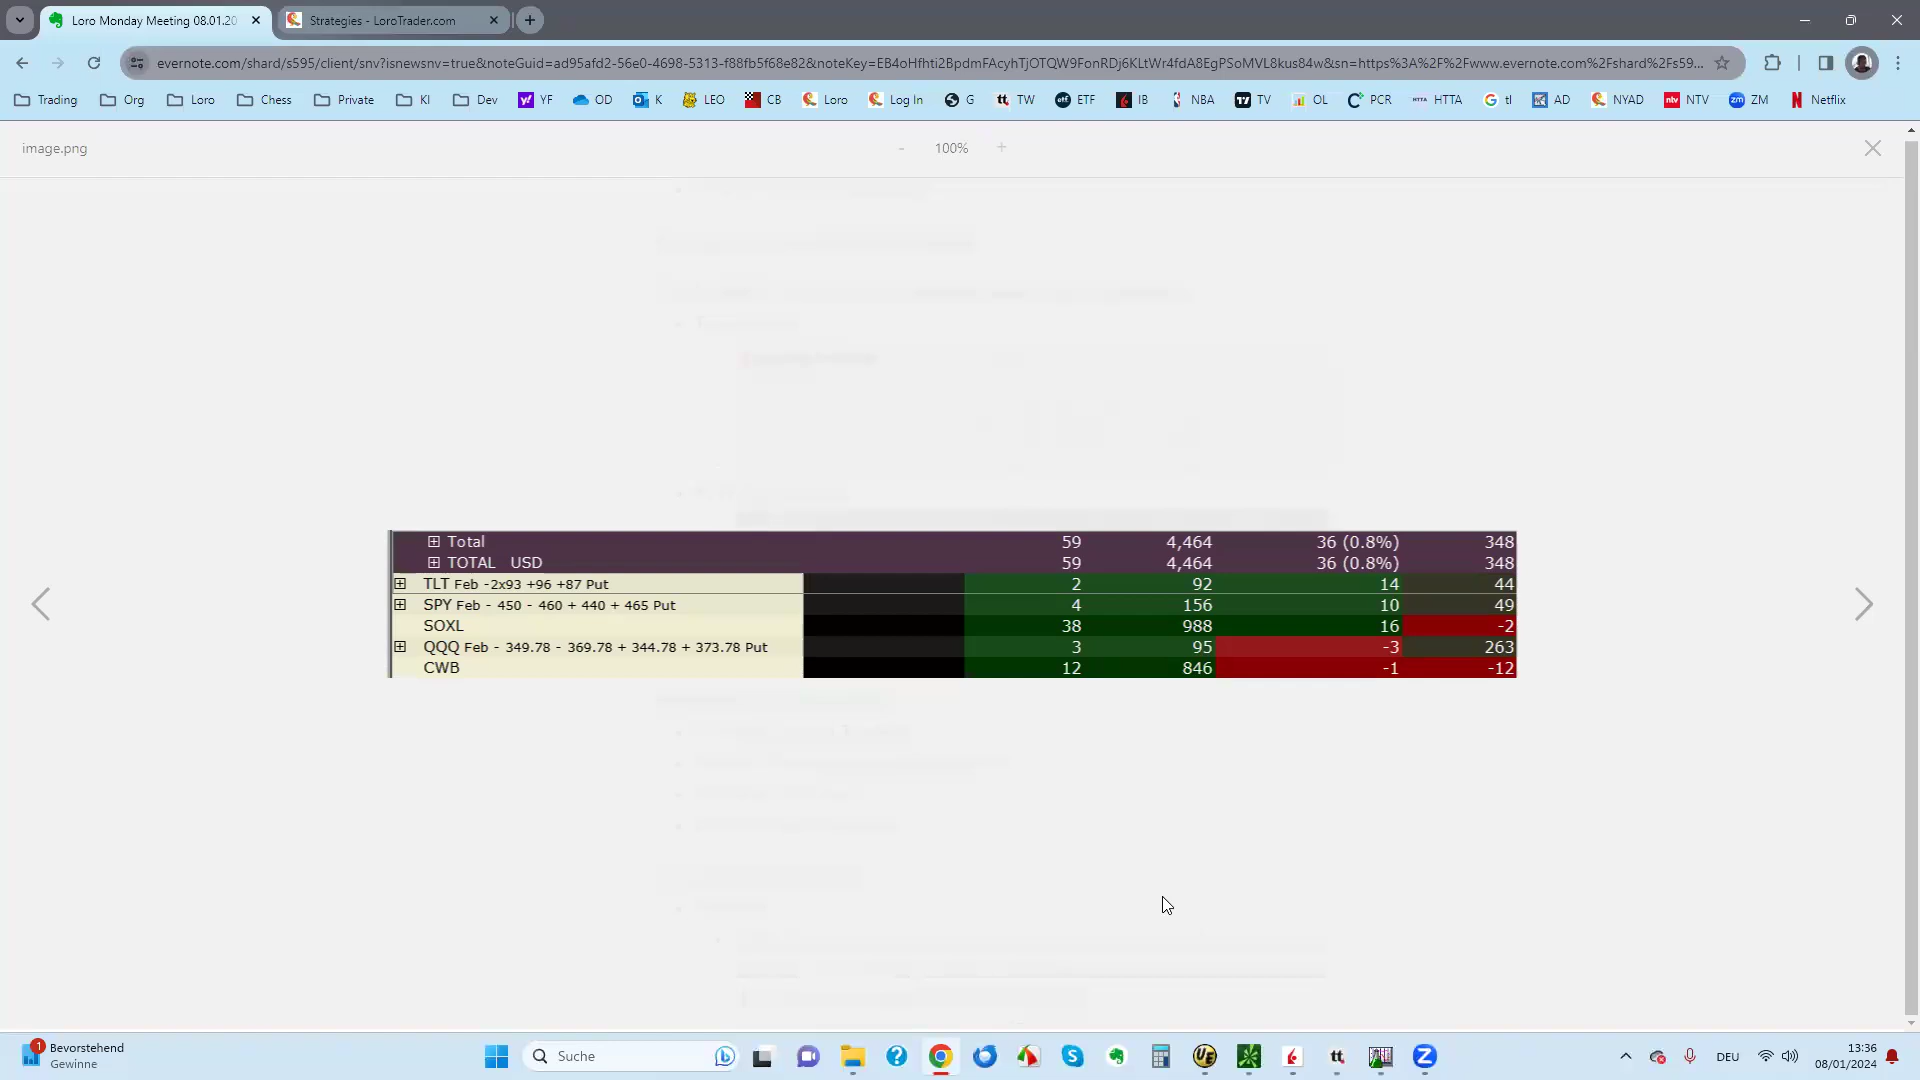 Loro Monday Meeting 08.01.20
Strategies - LoroTrader.com
evernote.com/shard/s595/client/snv?isnewsnv=true&noteGuid=ad95afd2-56e0-4698-5313-f88fb5f68e82&noteKey=EB4oHfhti2BpdmFAcyhTjOTQW9FonRDj6KLtWr4fdA8EgPSoMVL8kus84w&sn=https%3A%2F%2Fwww.evernote.com%2Fshard%2Fs59...
Trading Org Loro Chess Private KI Dev YF OD K LEO CB Loro Log In G TW ETF IB NBA TV OL PCR HTTA tl AD NYAD NTV ZM Netflix
image.png - 100% +
Total 59 4,464 36 (0.8%) 348
TOTAL USD 59 4,464 36 (0.8%) 348
TLT Feb -2x93 +96 +87 Put 2 92 14 44
SPY Feb - 450 - 460 + 440 + 465 Put 4 156 10 49
SOXL 38 988 16 -2
QQQ Feb - 349.78 - 369.78 + 344.78 + 373.78 Put 3 95 -3 263
CWB 12 846 -1 -12
1 Bevorstehend
Gewinne
Suche
DEU
13:36
08/01/2024